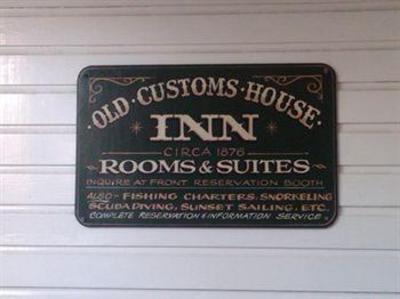 · OLD · CUSTOMS · HOUSE ·
INN
CIRCA 1876
ROOMS & SUITES
INQUIRE AT FRONT RESERVATION BOOTH
ALSO - FISHING CHARTERS, SNORKELING
SCUBA DIVING, SUNSET SAILING, ETC.
COMPLETE RESERVATION & INFORMATION SERVICE